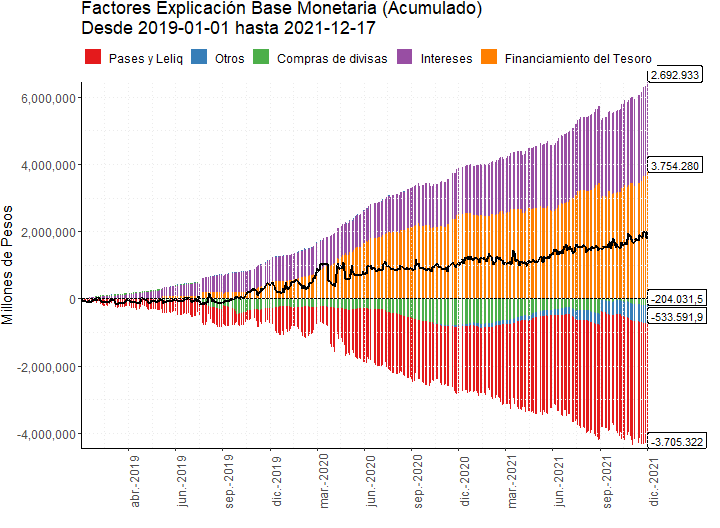 Factores Explicación Base Monetaria (Acumulado)
Desde 2019-01-01 hasta 2021-12-17
Pases y Leliq Otros Compras de divisas Intereses Financiamiento del Tesoro
Millones de Pesos
6,000,000
4,000,000
2,000,000
0
-2,000,000
-4,000,000
2.692.933
3.754.280
-204.031,5
-533.591,9
-3.705.322
abr.-2019
jun.-2019
sep.-2019
dic.-2019
mar.-2020
jun.-2020
sep.-2020
dic.-2020
mar.-2021
jun.-2021
sep.-2021
dic.-2021